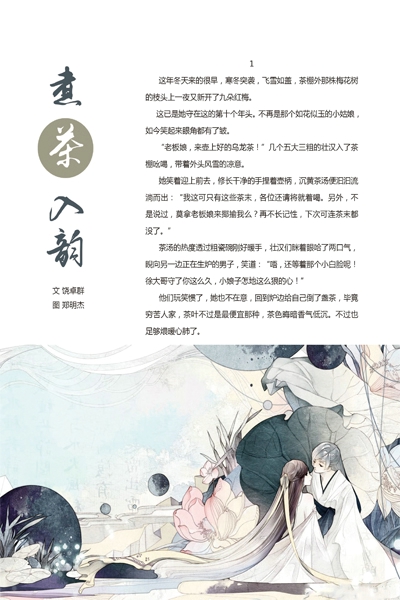 煮茶入韵
文 饶卓群
图 郑明杰
1
这年冬天来的很早，寒冬突袭，飞雪如盖，茶棚外那株梅花树
的枝头上一夜又新开了九朵红梅。
这已是她守在这的第十个年头。不再是那个如花似玉的小姑娘，
如今笑起来眼角都有了皱。
“老板娘，来壶上好的乌龙茶！”几个五大三粗的壮汉入了茶
棚吆喝，带着外头风雪的凉息。
她笑着迎上前去，修长干净的手捏着壶柄，沉黄茶汤便汨汨流
淌而出：“我这可只有这些茶末，各位还请将就着喝。另外，不
是说过，莫拿老板娘来揶揄我么？再不长记性，下次可连茶末都
没了。”
茶汤的热度透过粗瓷碗刚好暖手，壮汉们眯着眼哈了两口气，
睨向另一边正在生炉的男子，笑道：“唔，还等着那个小白脸呢！
徐大哥守了你这么久，小娘子怎地这么狠的心！”
他们玩笑惯了，她也不在意，回到炉边给自己倒了盏茶，毕竟
穷苦人家，茶叶不过是最便宜那种，茶色晦暗香气低沉。不过也
足够煨暖心肺了。